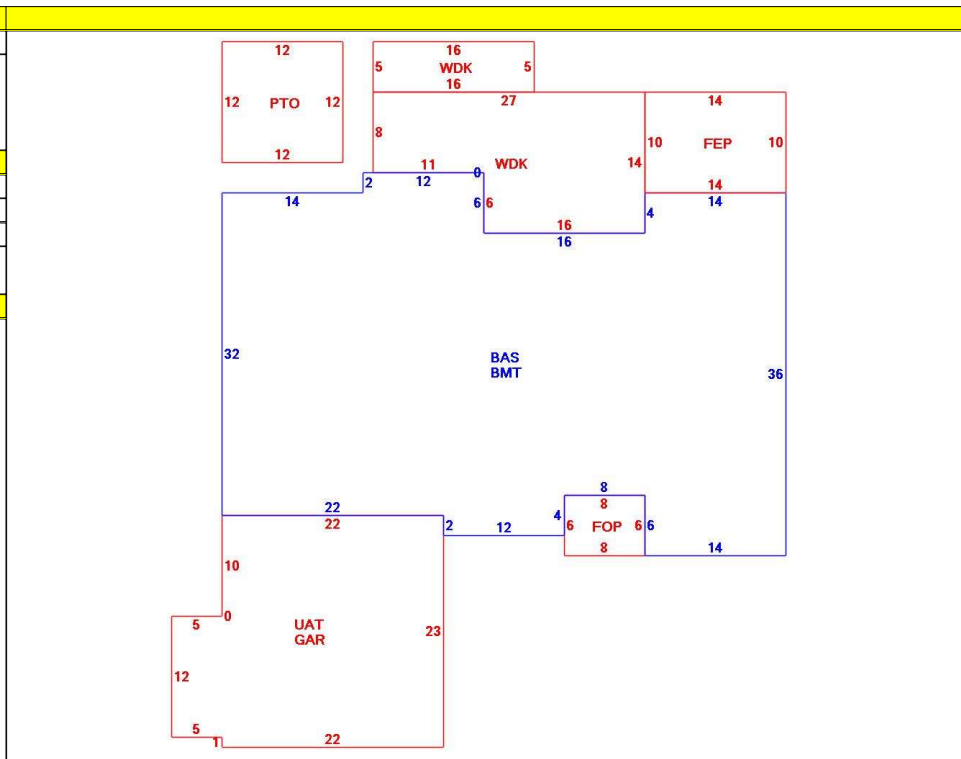 12 16
5 WDK 5
16
12 PTO 12 27 14
8 10 FEP 10
12 11 0 WDK 14 14
2 12
14 6 6 14
16 4
16
32 BAS 36
BMT
8
22 8
22 2 12 4 6 FOP 6 6
8 14
10
5 0
UAT 23
GAR
12
5 1 22